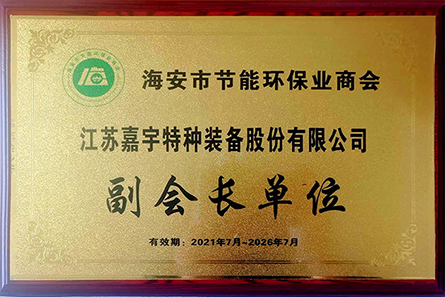 海安市节能环保业商会
江苏嘉宇特种装备股份有限公司
副会长单位
有效期：2021年7月~2026年7月